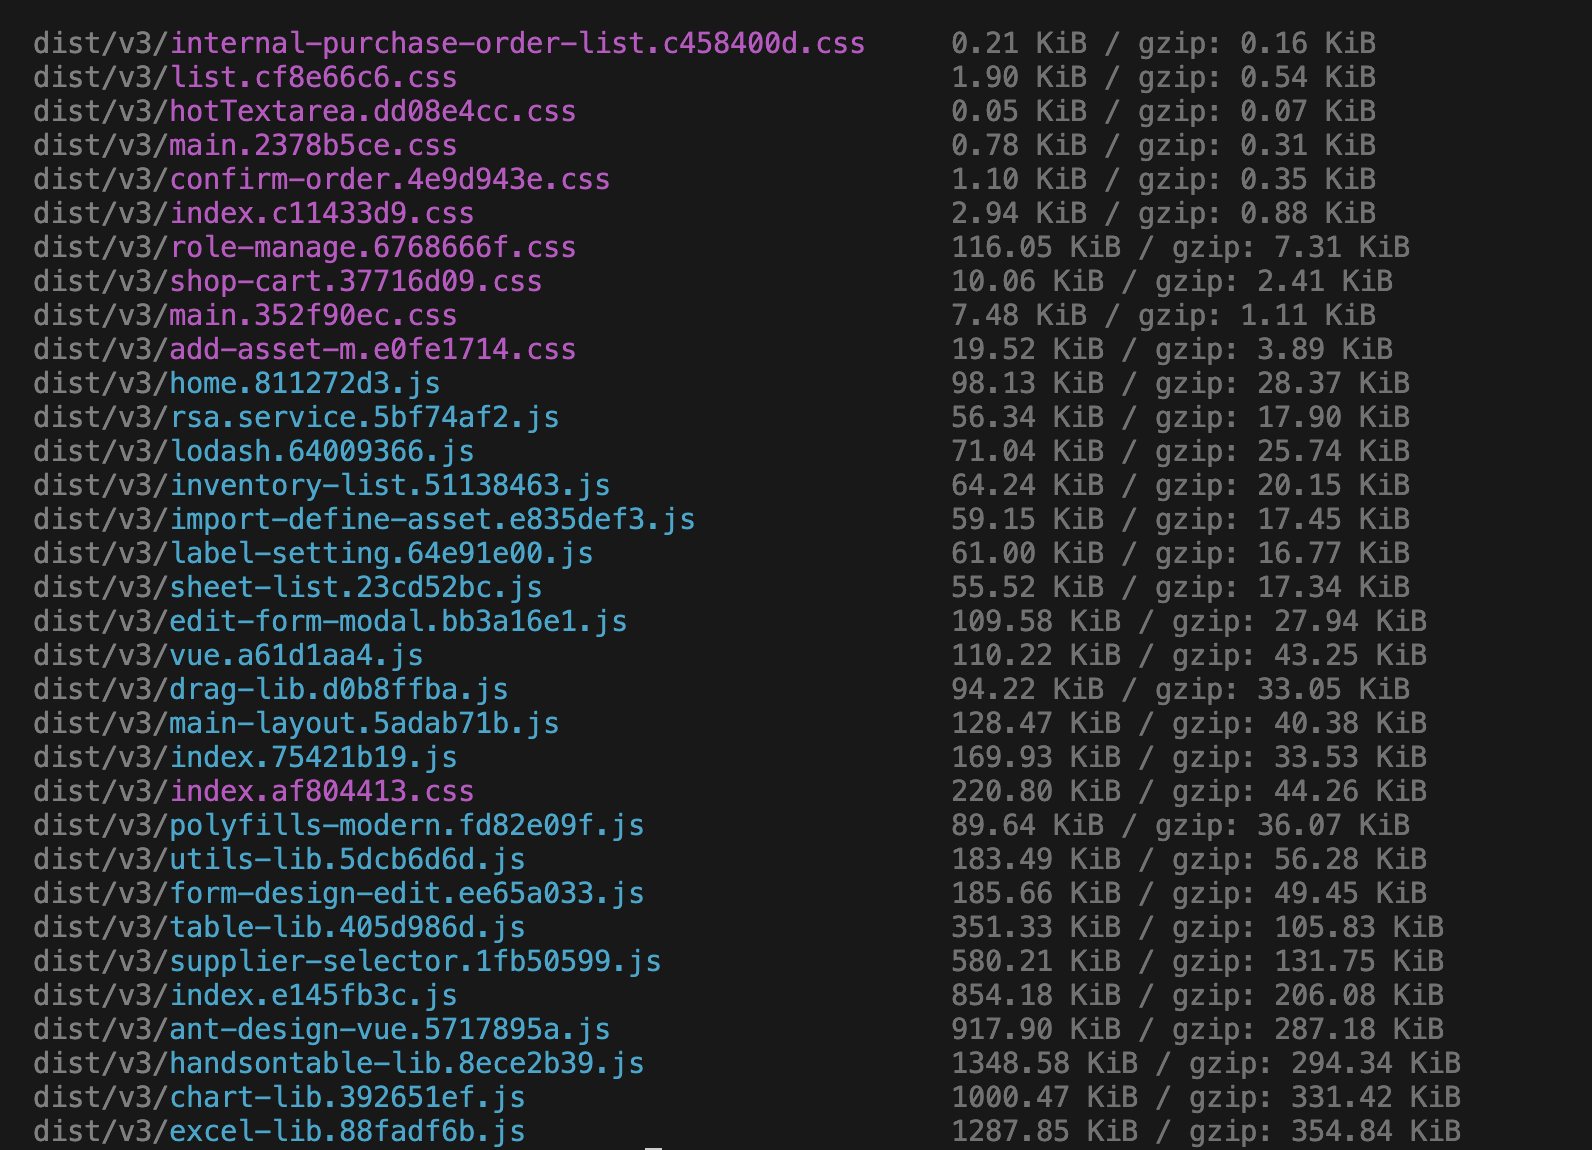 dist/v3/internal-purchase-order-list.c458400d.css 0.21 KiB / gzip: 0.16 KiB
dist/v3/list.cf8e66c6.css 1.90 KiB / gzip: 0.54 KiB
dist/v3/hotTextarea.dd08e4cc.css 0.05 KiB / gzip: 0.07 KiB
dist/v3/main.2378b5ce.css 0.78 KiB / gzip: 0.31 KiB
dist/v3/confirm-order.4e9d943e.css 1.10 KiB / gzip: 0.35 KiB
dist/v3/index.c11433d9.css 2.94 KiB / gzip: 0.88 KiB
dist/v3/role-manage.6768666f.css 116.05 KiB / gzip: 7.31 KiB
dist/v3/shop-cart.37716d09.css 10.06 KiB / gzip: 2.41 KiB
dist/v3/main.352f90ec.css 7.48 KiB / gzip: 1.11 KiB
dist/v3/add-asset-m.e0fe1714.css 19.52 KiB / gzip: 3.89 KiB
dist/v3/home.811272d3.js 98.13 KiB / gzip: 28.37 KiB
dist/v3/rsa.service.5bf74af2.js 56.34 KiB / gzip: 17.90 KiB
dist/v3/lodash.64009366.js 71.04 KiB / gzip: 25.74 KiB
dist/v3/inventory-list.51138463.js 64.24 KiB / gzip: 20.15 KiB
dist/v3/import-define-asset.e835def3.js 59.15 KiB / gzip: 17.45 KiB
dist/v3/label-setting.64e91e00.js 61.00 KiB / gzip: 16.77 KiB
dist/v3/sheet-list.23cd52bc.js 55.52 KiB / gzip: 17.34 KiB
dist/v3/edit-form-modal.bb3a16e1.js 109.58 KiB / gzip: 27.94 KiB
dist/v3/vue.a61d1aa4.js 110.22 KiB / gzip: 43.25 KiB
dist/v3/drag-lib.d0b8ffba.js 94.22 KiB / gzip: 33.05 KiB
dist/v3/main-layout.5adab71b.js 128.47 KiB / gzip: 40.38 KiB
dist/v3/index.75421b19.js 169.93 KiB / gzip: 33.53 KiB
dist/v3/index.af804413.css 220.80 KiB / gzip: 44.26 KiB
dist/v3/polyfills-modern.fd82e09f.js 89.64 KiB / gzip: 36.07 KiB
dist/v3/utils-lib.5dcb6d6d.js 183.49 KiB / gzip: 56.28 KiB
dist/v3/form-design-edit.ee65a033.js 185.66 KiB / gzip: 49.45 KiB
dist/v3/table-lib.405d986d.js 351.33 KiB / gzip: 105.83 KiB
dist/v3/supplier-selector.1fb50599.js 580.21 KiB / gzip: 131.75 KiB
dist/v3/index.e145fb3c.js 854.18 KiB / gzip: 206.08 KiB
dist/v3/ant-design-vue.5717895a.js 917.90 KiB / gzip: 287.18 KiB
dist/v3/handsontable-lib.8ece2b39.js 1348.58 KiB / gzip: 294.34 KiB
dist/v3/chart-lib.392651ef.js 1000.47 KiB / gzip: 331.42 KiB
dist/v3/excel-lib.88fadf6b.js 1287.85 KiB / gzip: 354.84 KiB